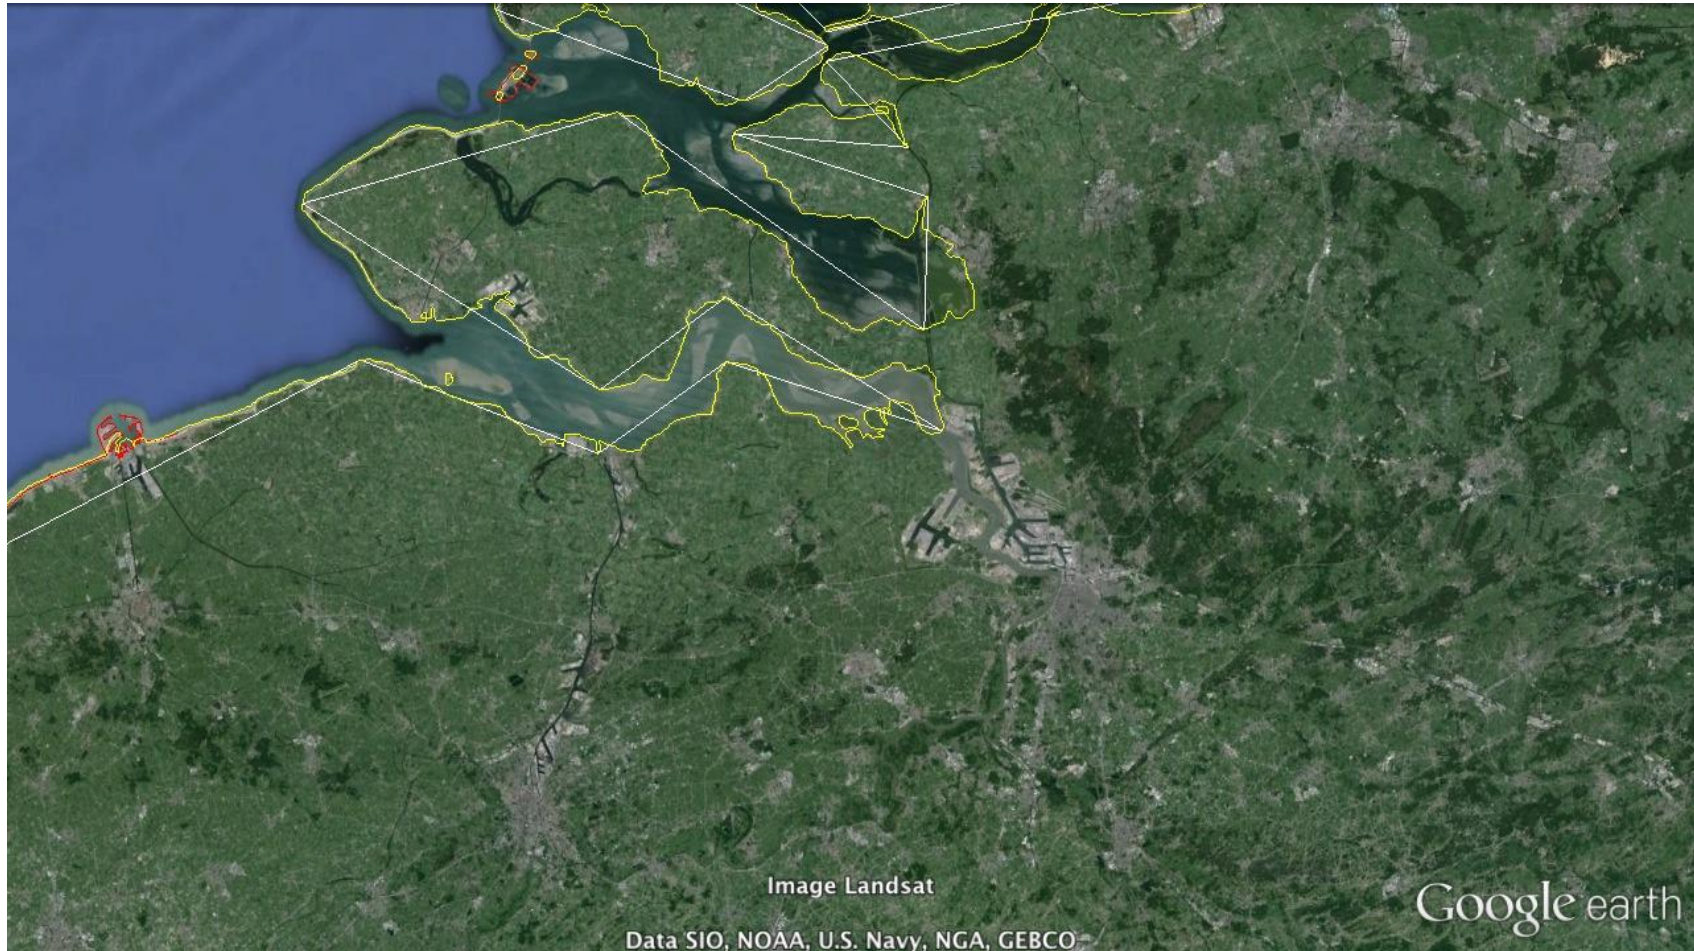 Image Landsat
Google earth
Data SIO, NOAA, U.S. Navy, NGA, GEBCO